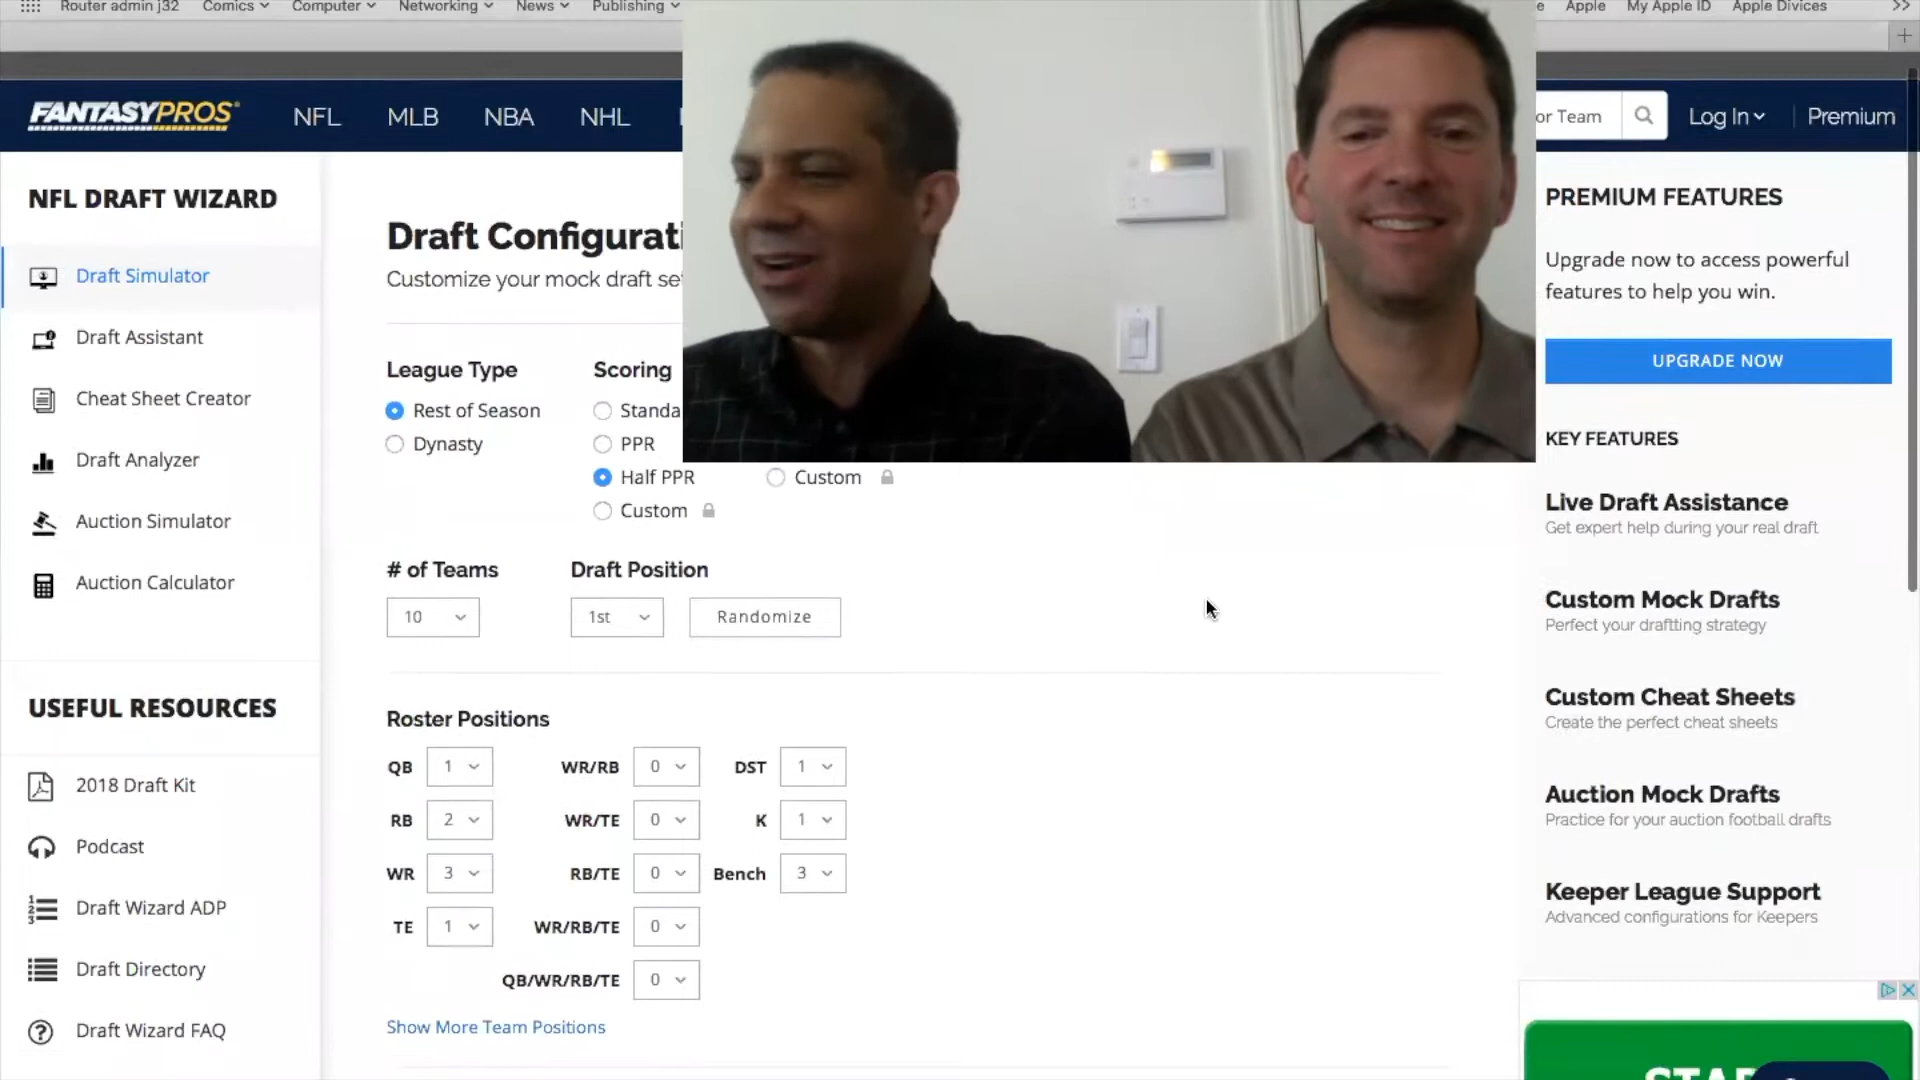 Router admin j32 Comics Computer Networking News Publishing Apple My Apple ID Apple Divices
FANTASYPROS NFL MLB NBA NHL or Team Log In Premium
NFL DRAFT WIZARD
Draft Simulator
Draft Assistant
Cheat Sheet Creator
Draft Analyzer
Auction Simulator
Auction Calculator
USEFUL RESOURCES
2018 Draft Kit
Podcast
Draft Wizard ADP
Draft Directory
Draft Wizard FAQ
Draft Configurati
Customize your mock draft se
League Type
Rest of Season
Dynasty
Scoring
Standa
PPR
Half PPR
Custom
Custom
# of Teams
10
Draft Position
1st
Randomize
Roster Positions
QB 1 WR/RB 0 DST 1
RB 2 WR/TE 0 K 1
WR 3 RB/TE 0 Bench 3
TE 1 WR/RB/TE 0
QB/WR/RB/TE 0
Show More Team Positions
PREMIUM FEATURES
Upgrade now to access powerful
features to help you win.
UPGRADE NOW
KEY FEATURES
Live Draft Assistance
Get expert help during your real draft
Custom Mock Drafts
Perfect your draftting strategy
Custom Cheat Sheets
Create the perfect cheat sheets
Auction Mock Drafts
Practice for your auction football drafts
Keeper League Support
Advanced configurations for Keepers